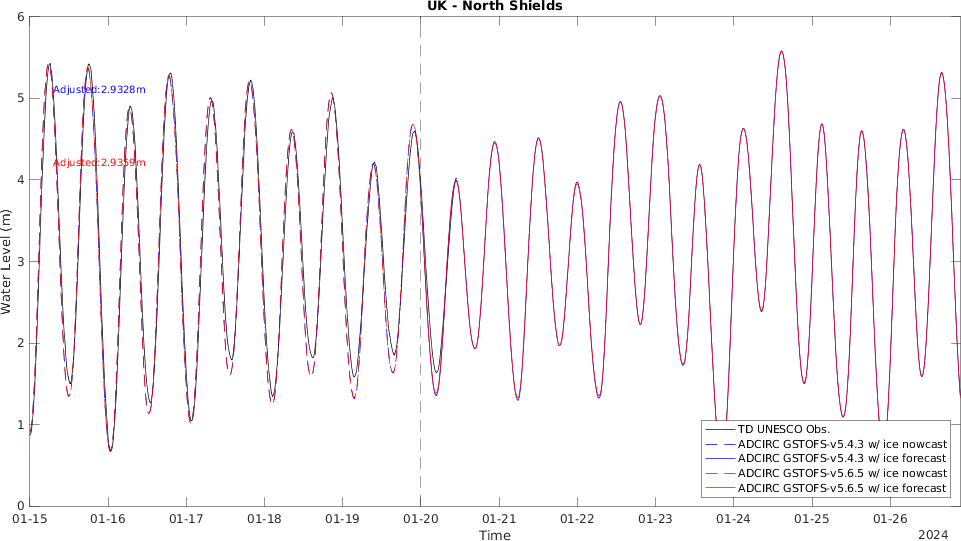 UK - North Shields
6
5
4
3
2
1
0
Water Level (m)
Adjusted:2.9328m
Adjusted:2.9359m
TD UNESCO Obs.
ADCIRC GSTOFS-v5.4.3 w/ ice nowcast
ADCIRC GSTOFS-v5.4.3 w/ ice forecast
ADCIRC GSTOFS-v5.6.5 w/ ice nowcast
ADCIRC GSTOFS-v5.6.5 w/ ice forecast
01-15 01-16 01-17 01-18 01-19 01-20 01-21 01-22 01-23 01-24 01-25 01-26
Time
2024